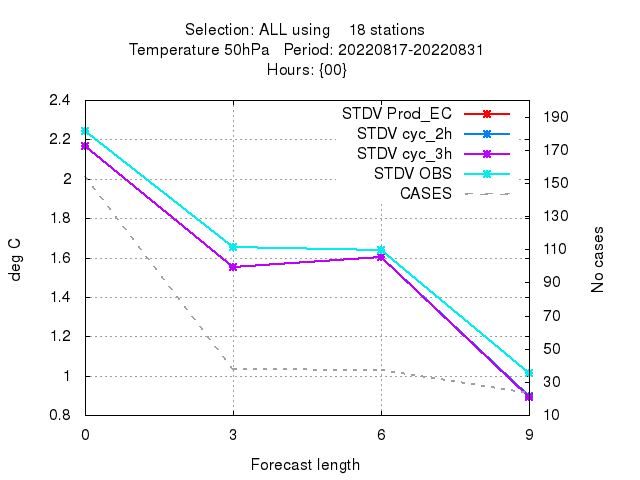 Selection: ALL using    18 stations
Temperature 50hPa   Period: 20220817-20220831
Hours: {00}
STDV Prod_EC
STDV cyc_2h
STDV cyc_3h
STDV OBS
CASES
deg C
2.4
2.2
2
1.8
1.6
1.4
1.2
1
0.8
190
170
150
130
110
90
70
50
30
10
No cases
0 3 6 9
Forecast length